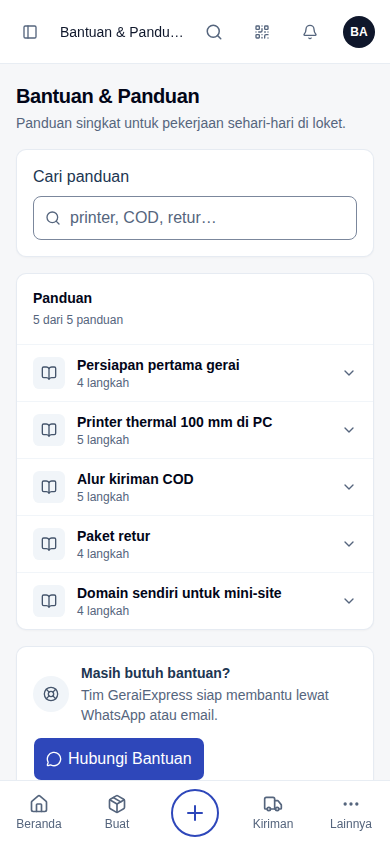 Bantuan & Pandu…
BA
Bantuan & Panduan
Panduan singkat untuk pekerjaan sehari-hari di loket.
Cari panduan
printer, COD, retur…
Panduan
5 dari 5 panduan
Persiapan pertama gerai
4 langkah
Printer thermal 100 mm di PC
5 langkah
Alur kiriman COD
5 langkah
Paket retur
4 langkah
Domain sendiri untuk mini-site
4 langkah
Masih butuh bantuan?
Tim GeraiExpress siap membantu lewat
WhatsApp atau email.
Hubungi Bantuan
Beranda
Buat
Kiriman
Lainnya